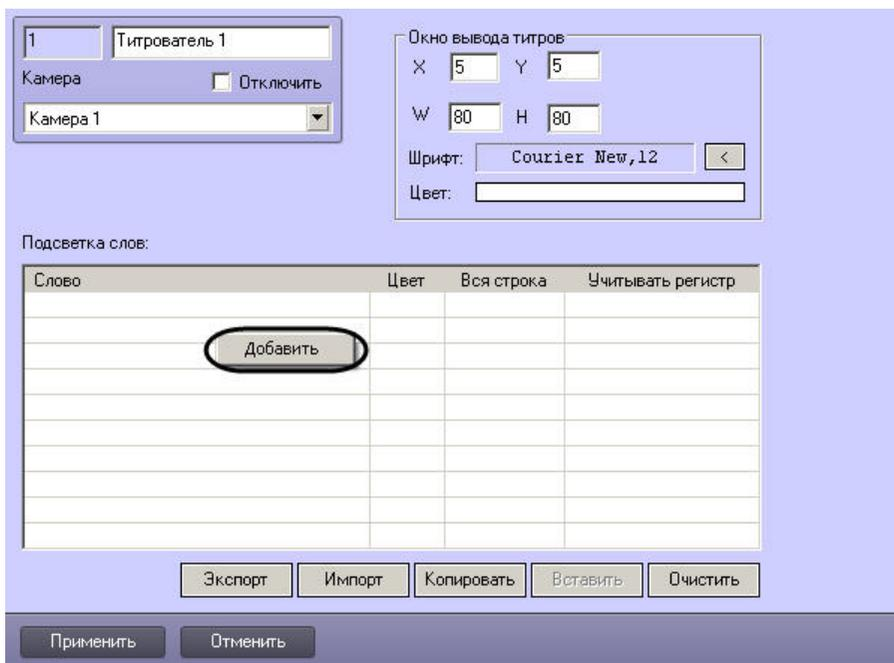 1 Титрователь 1
Камера Отключить
Камера 1
Окно вывода титров
X 5 Y 5
W 80 H 80
Шрифт: Courier New,12 <
Цвет:
Подсветка слов:
Слово Цвет Вся строка Учитывать регистр
Добавить
Экспорт Импорт Копировать Вставить Очистить
Применить Отменить